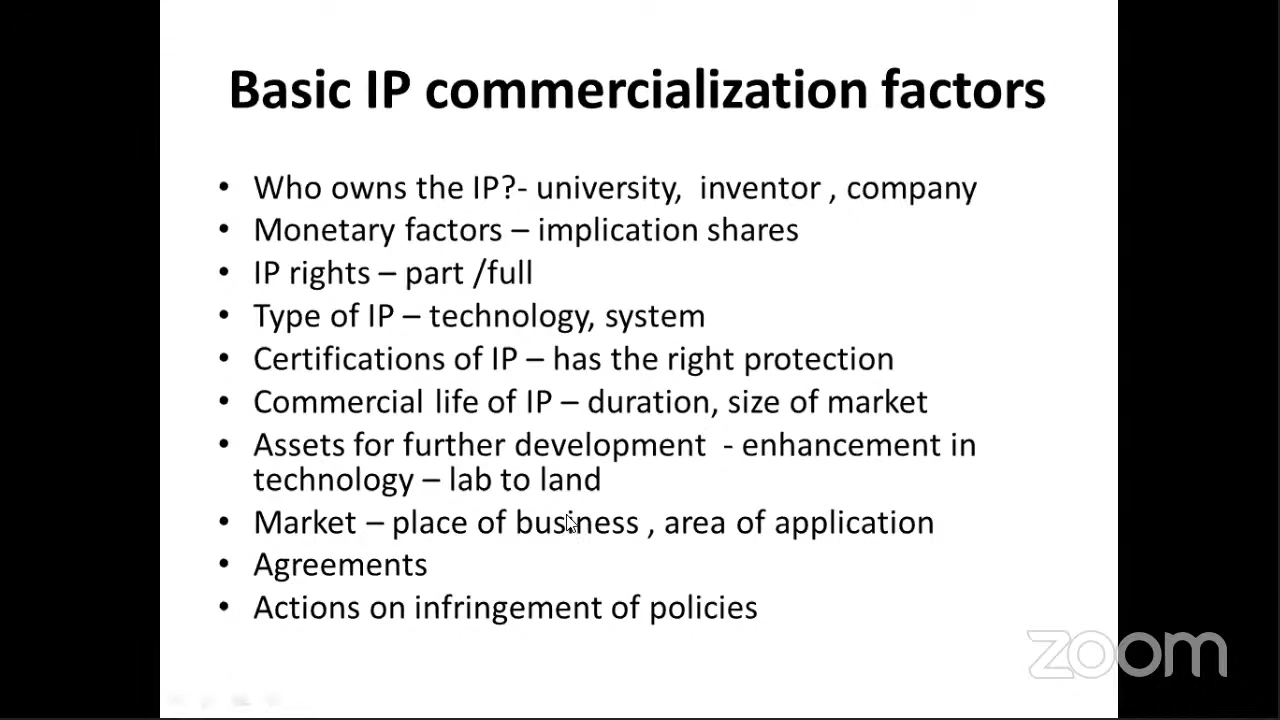 Basic IP commercialization factors
• Who owns the IP?- university,  inventor , company
• Monetary factors – implication shares
• IP rights – part /full
• Type of IP – technology, system
• Certifications of IP – has the right protection
• Commercial life of IP – duration, size of market
• Assets for further development  - enhancement in
technology – lab to land
• Market – place of business , area of application
• Agreements
• Actions on infringement of policies
zoom